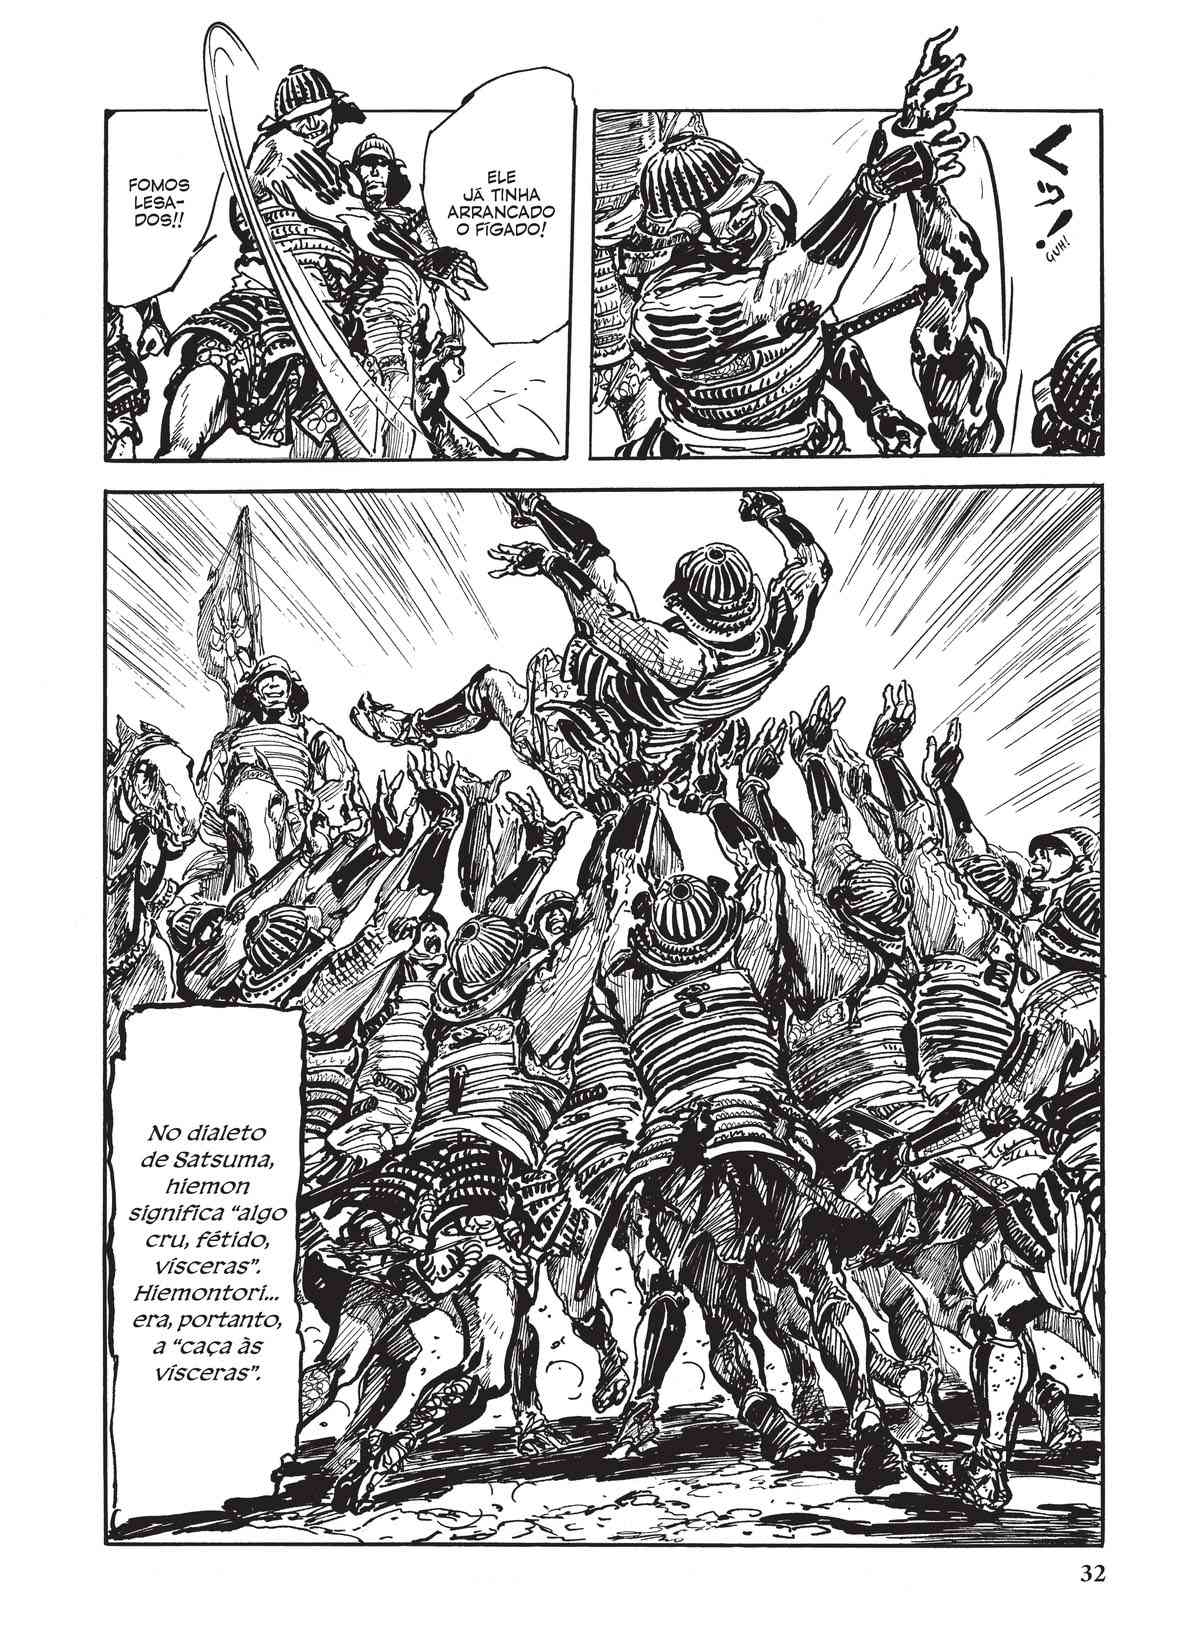 FOMOS
LESA-
DOS!!
ELE
JÁ TINHA
ARRANCADO
O FÍGADO!
くっ!
GUH!
No dialeto
de Satsuma,
hiemon
significa “algo
cru, fétido,
vísceras”.
Hiemontori...
era, portanto,
a “caça às
vísceras”.
32